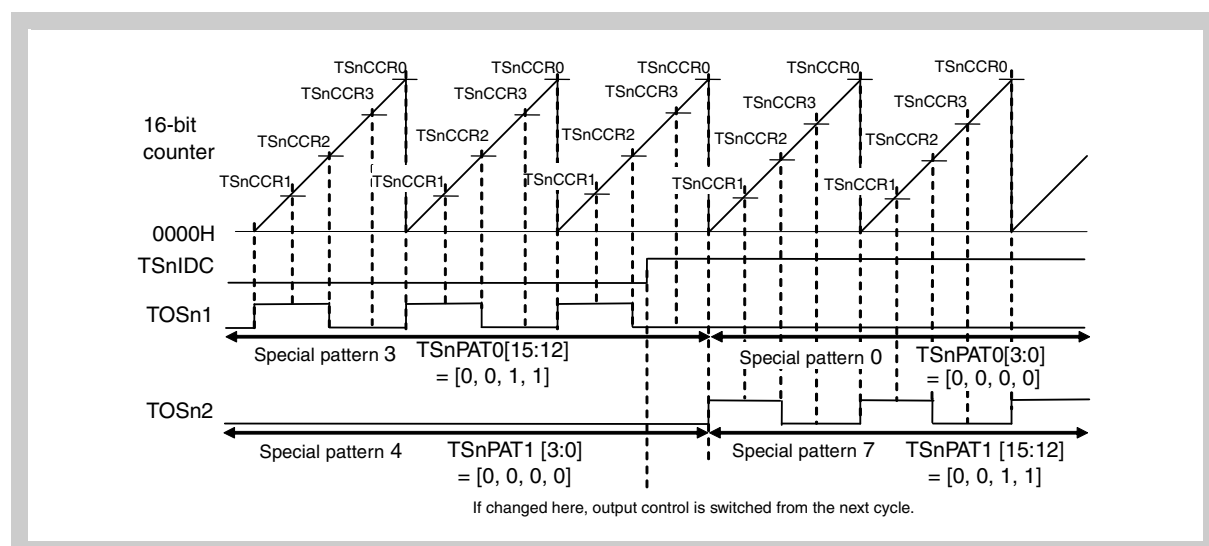 TSnCCR0 TSnCCR0 TSnCCR0 TSnCCR0 TSnCCR0
TSnCCR3 TSnCCR3 TSnCCR3 TSnCCR3 TSnCCR3
16-bit
counter
TSnCCR2 TSnCCR2 TSnCCR2 TSnCCR2 TSnCCR2
TSnCCR1 TSnCCR1 TSnCCR1 TSnCCR1 TSnCCR1
0000H
TSnIDC
TOSn1
Special pattern 3 TSnPAT0[15:12] Special pattern 0 TSnPAT0[3:0]
= [0, 0, 1, 1] = [0, 0, 0, 0]
TOSn2
Special pattern 4 TSnPAT1 [3:0] Special pattern 7 TSnPAT1 [15:12]
= [0, 0, 0, 0] = [0, 0, 1, 1]
If changed here, output control is switched from the next cycle.